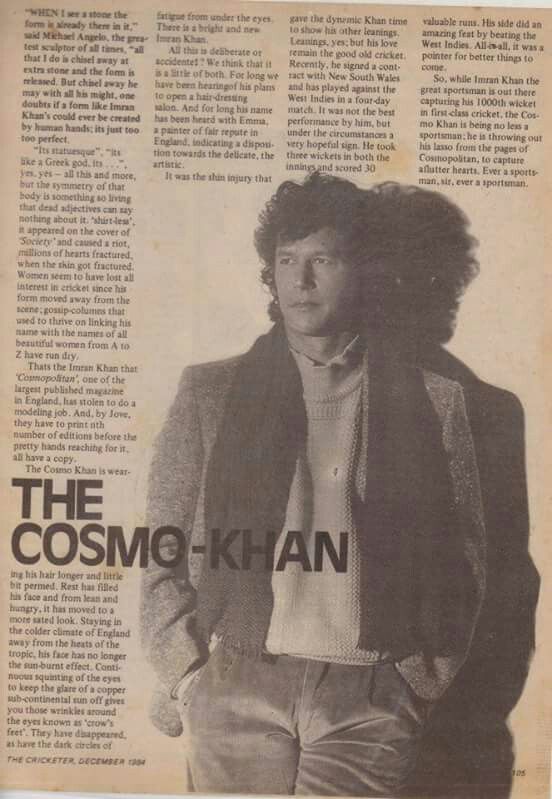 "WHEN I see a stone the
form is already there in it,"
said Michael Angelo, the grea-
test sculptor of all times, "all
that I do is chisel away at
extra stone and the form is
released. But chisel away he
may with all his might, one
doubts if a form like Imran
Khan's could ever be created
by human hands; its just too
too perfect.
"Its statuesque", "its
like a Greek god, its . . .",
yes, yes — all this and more,
but the symmetry of that
body is something so living
that dead adjectives can say
nothing about it. 'shirt-less',
it appeared on the cover of
'Society' and caused a riot,
millions of hearts fractured,
when the skin got fractured.
Women seem to have lost all
interest in cricket since his
form moved away from the
scene; gossip-columns that
used to thrive on linking his
name with the names of all
beautiful women from A to
Z have run dry.
Thats the Imran Khan that
'Cosmopolitan', one of the
largest published magazine
in England, has stolen to do a
modeling job. And, by Jove,
they have to print nth
number of editions before the
pretty hands reaching for it,
all have a copy.
The Cosmo Khan is wear-
THE
COSMO-KHAN
ing his hair longer and little
bit permed. Rest has filled
his face and from lean and
hungry, it has moved to a
more sated look. Staying in
the colder climate of England
away from the heats of the
tropic, his face has no longer
the sun-burnt effect. Conti-
nuous squinting of the eyes
to keep the glare of a copper
sub-continental sun off gives
you those wrinkles around
the eyes known as 'crow's
feet'. They have disappeared,
as have the dark circles of
fatigue from under the eyes.
There is a bright and new
Imran Khan.
All this is deliberate or
accidental? We think that it
is a little of both. For long we
have been hearingof his plans
to open a hair-dressing
salon. And for long his name
has been heard with Emma,
a painter of fair repute in
England, indicating a disposi-
tion towards the delicate, the
artistic.
It was the shin injury that
gave the dynamic Khan time
to show his other leanings.
Leanings, yes; but his love
remain the good old cricket.
Recently, he signed a cont-
ract with New South Wales
and has played against the
West Indies in a four-day
match. It was not the best
performance by him, but
under the circumstances a
very hopeful sign. He took
three wickets in both the
innings and scored 30
valuable runs. His side did an
amazing feat by beating the
West Indies. All-in-all, it was a
pointer for better things to
come.
So, while Imran Khan the
great sportsman is out there
capturing his 1000th wicket
in first-class cricket, the Cos-
mo Khan is being no less a
sportsman; he is throwing out
his lasso from the pages of
Cosmopolitan, to capture
aflutter hearts. Ever a sports-
man, sir, ever a sportsman.
THE CRICKETER, DECEMBER 1984
105